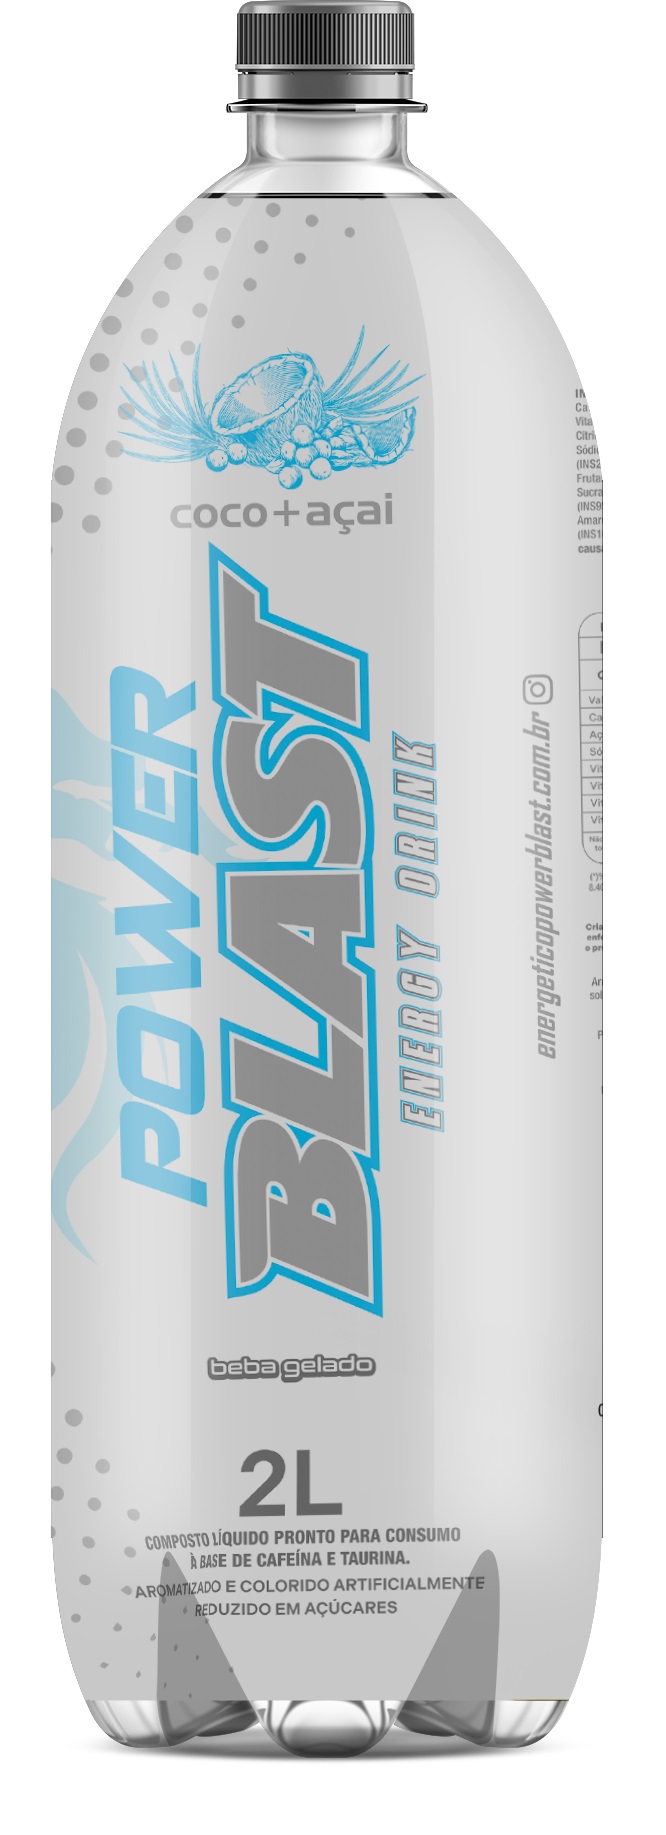 coco+açai
POWER
BLAST
ENERGY DRINK
energeticopowerblast.com.br
beba gelado
2L
COMPOSTO LÍQUIDO PRONTO PARA CONSUMO
À BASE DE CAFEÍNA E TAURINA.
AROMATIZADO E COLORIDO ARTIFICIALMENTE
REDUZIDO EM AÇÚCARES